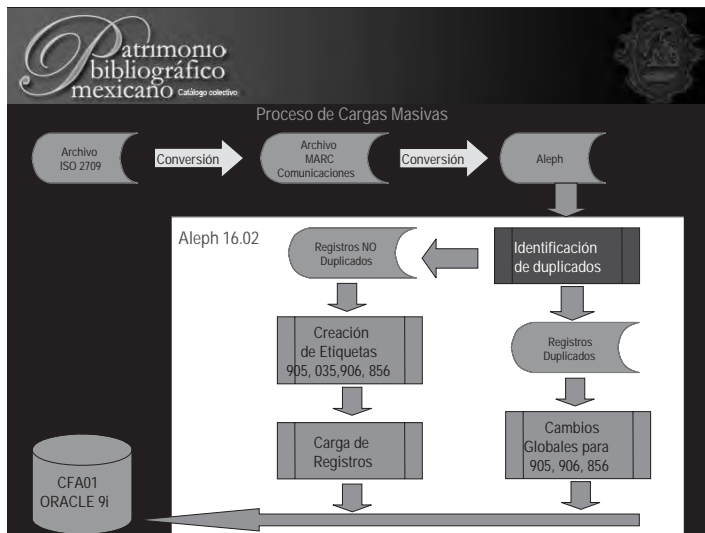 Patrimonio
bibliográfico
mexicano Catálogo colectivo
Proceso de Cargas Masivas
Archivo
ISO 2709
Conversión
Archivo
MARC
Comunicaciones
Conversión
Aleph
Aleph 16.02
Registros NO
Duplicados
Identificación
de duplicados
Creación
de Etiquetas
905, 035,906, 856
Registros
Duplicados
Carga de
Registros
Cambios
Globales para
905, 906, 856
CFA01
ORACLE 9i